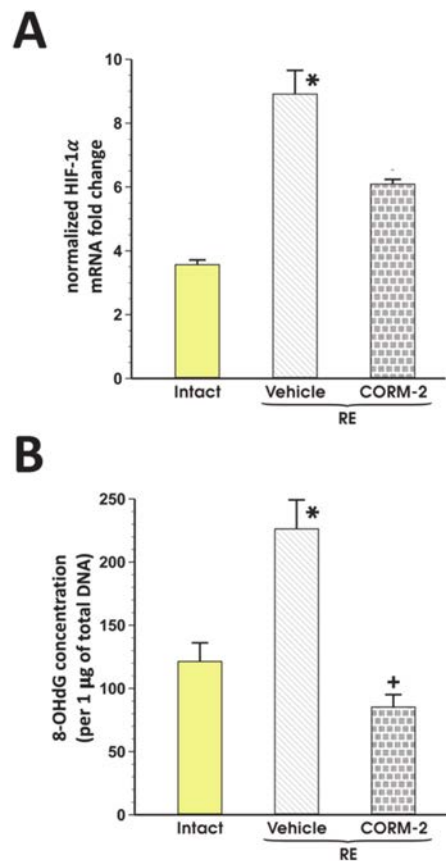 A
normalized HIF-1α
mRNA fold change
10
8
6
4
2
0
*
Intact
Vehicle
CORM-2
RE
B
8-OHdG concentration
(per 1 µg of total DNA)
250
200
150
100
50
0
*
+
Intact
Vehicle
CORM-2
RE